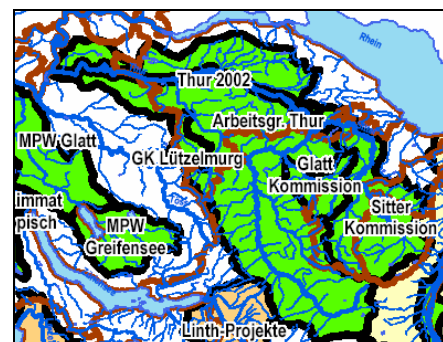 Rhein
Thur 2002
Arbeitsgr. Thur
MPW Glatt
GK Lützelmurg
Glatt
Kommission
immat
pisch
Töss
MPW
Greifensee
Sitter
Kommission
Linth-Projekte